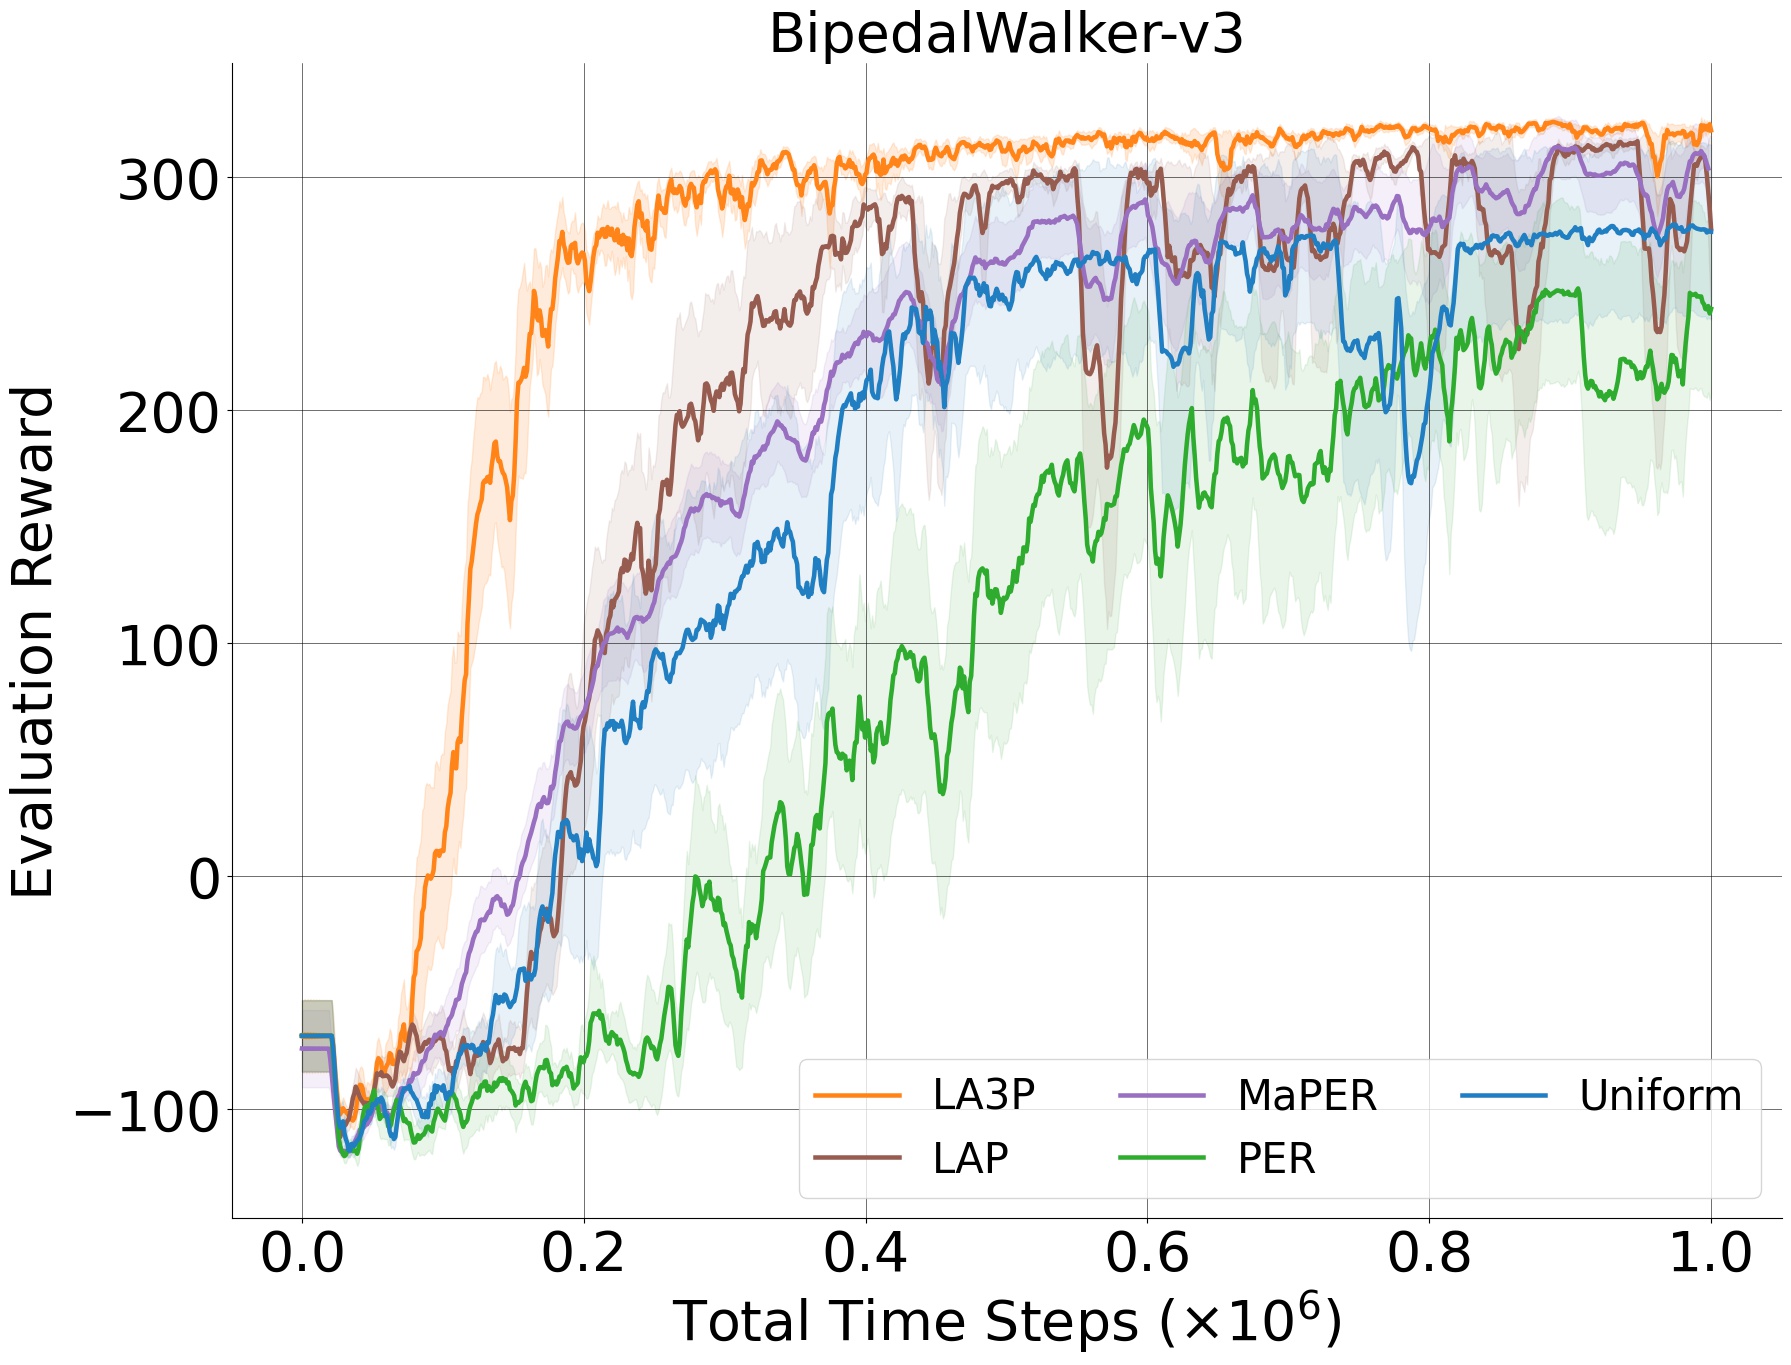 BipedalWalker-v3
Evaluation Reward
300
200
100
0
−100
0.0 0.2 0.4 0.6 0.8 1.0
Total Time Steps (×10⁶)
LA3P MaPER Uniform
LAP PER